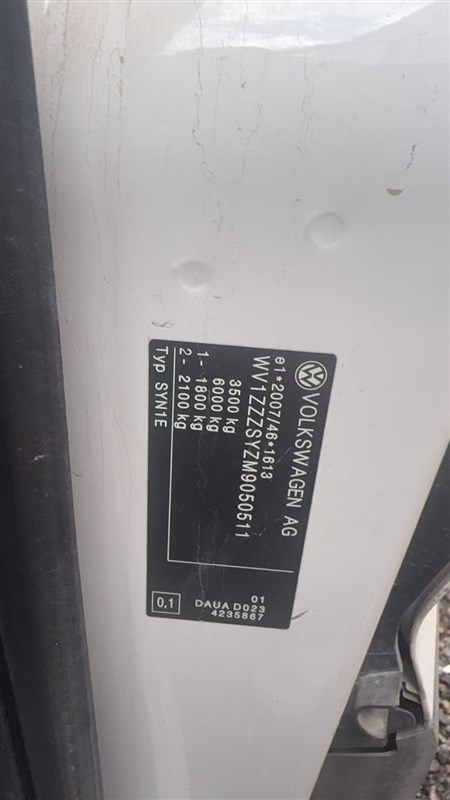 VOLKSWAGEN AG
e1*2007/46*1613
WV1ZZZSYZM9050511
3500 kg
6000 kg
1- 1800 kg
2- 2100 kg
Typ SYN1E
01
DAUA D023
4235867
0,1